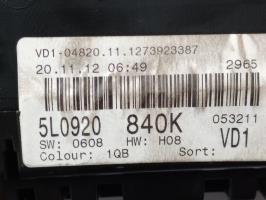 VD1-04820.11.1273923387
20.11.12 06:49 2965
5L0920 840K 053211
SW: 0608 HW: H08 VD1
Colour: 1QB Sort: